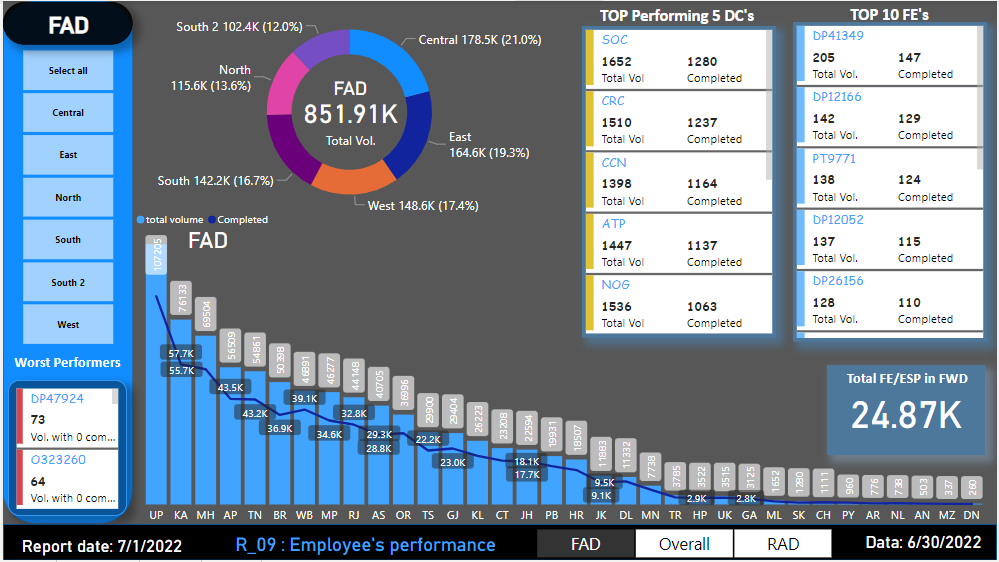 FAD
Select all
Central
East
North
South
South 2
West
Worst Performers
DP47924
73
Vol. with 0 com...
O323260
64
Vol. with 0 com...
South 2 102.4K (12.0%)
Central 178.5K (21.0%)
North
115.6K (13.6%)
FAD
851.91K
Total Vol.
East
164.6K (19.3%)
South 142.2K (16.7%)
West 148.6K (17.4%)
TOP Performing 5 DC's
SOC
1652 1280
Total Vol Completed
CRC
1510 1237
Total Vol Completed
CCN
1398 1164
Total Vol Completed
ATP
1447 1137
Total Vol Completed
NOG
1536 1063
Total Vol Completed
TOP 10 FE's
DP41349
205 147
Total Vol. Completed
DP12166
142 129
Total Vol. Completed
PT9771
138 124
Total Vol. Completed
DP12052
137 115
Total Vol. Completed
DP26156
128 110
Total Vol. Completed
total volume Completed
FAD
107205 76133 69504 56509 54861 50398 46891 46277 44148 40705 36996 29900 29404 26223 23208 22594 19931 18507 11883 11332 7738 3785 3522 3515 3125 1652 1280 1111 960 776 738 503 337 260
57.7K 55.7K 43.5K 43.2K 36.9K 39.1K 34.6K 32.8K 29.3K 28.8K 22.2K 23.0K 18.1K 17.7K 9.5K 9.1K 2.9K 2.8K
UP KA MH AP TN BR WB MP RJ AS OR TS GJ KL CT JH PB HR JK DL MN TR HP UK GA ML SK CH PY AR NL AN MZ DN
Total FE/ESP in FWD
24.87K
Report date: 7/1/2022
R_09 : Employee's performance
FAD Overall RAD
Data: 6/30/2022